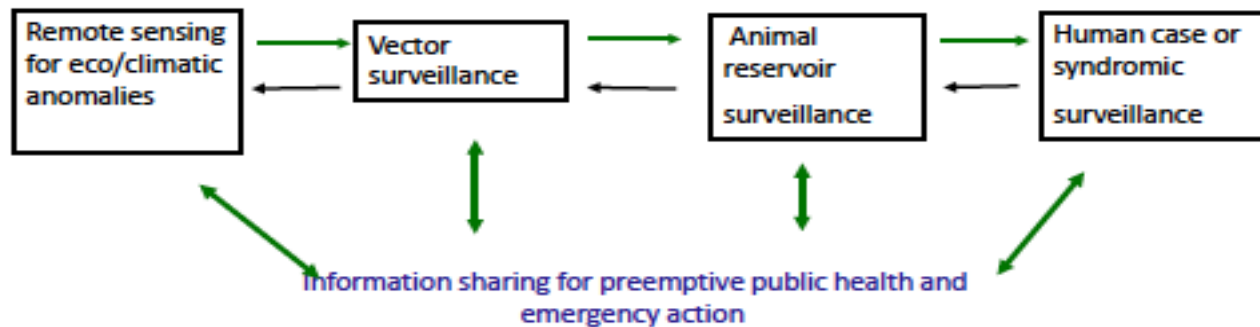 Remote sensing
for eco/climatic
anomalies
Vector
surveillance
Animal
reservoir
surveillance
Human case or
syndromic
surveillance
Information sharing for preemptive public health and
emergency action